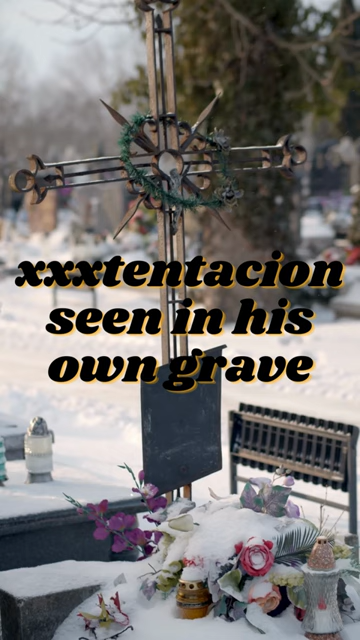 xxxtentacion
seen in his
own grave